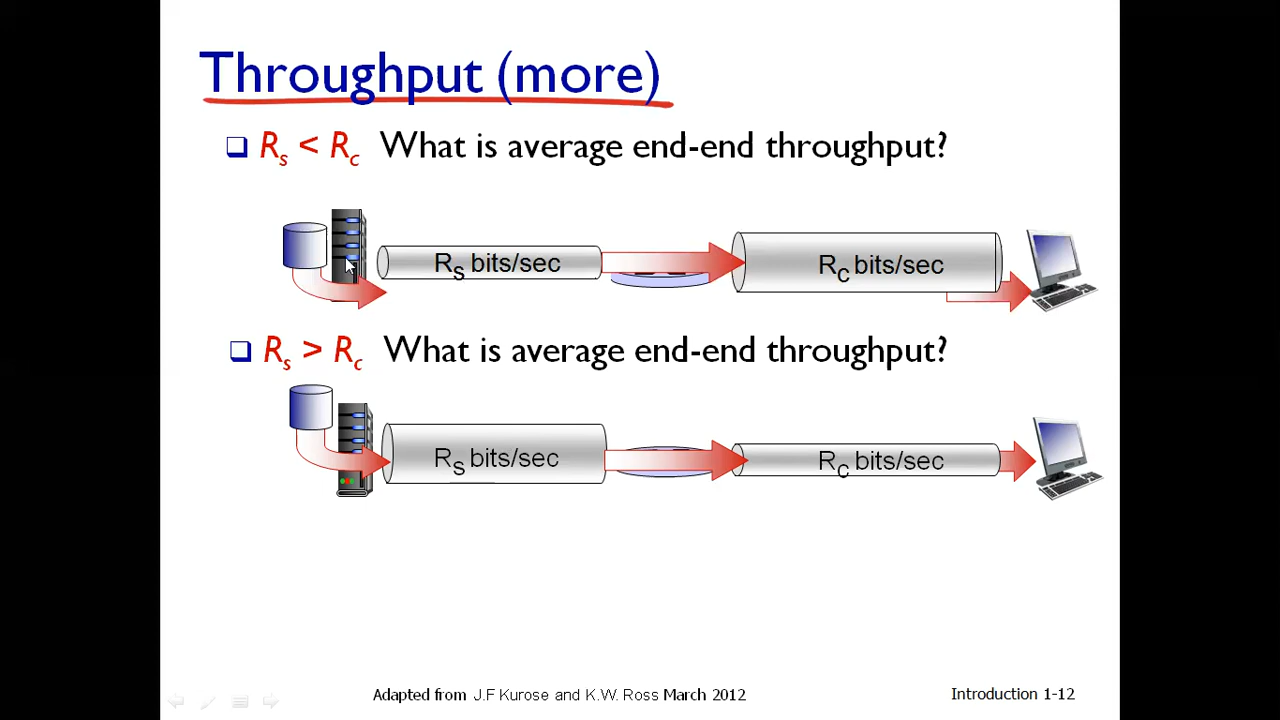 Throughput (more)
❑ Rs < Rc What is average end-end throughput?
Rs bits/sec
Rc bits/sec
❑ Rs > Rc What is average end-end throughput?
Rs bits/sec
Rc bits/sec
Adapted from J.F Kurose and K.W. Ross March 2012
Introduction 1-12